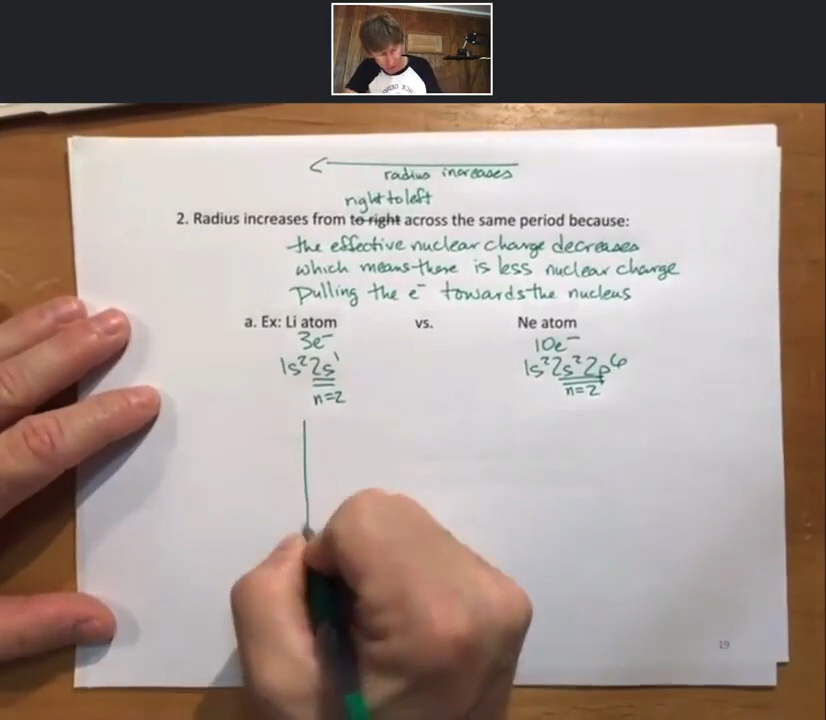 radius increases
right to left
2. Radius increases from to right across the same period because:
the effective nuclear charge decreases
which means there is less nuclear charge
pulling the e⁻ towards the nucleus
a. Ex: Li atom vs. Ne atom
3e⁻ 10e⁻
1s²2s¹ 1s²2s²2p⁶
n=2 n=2
19